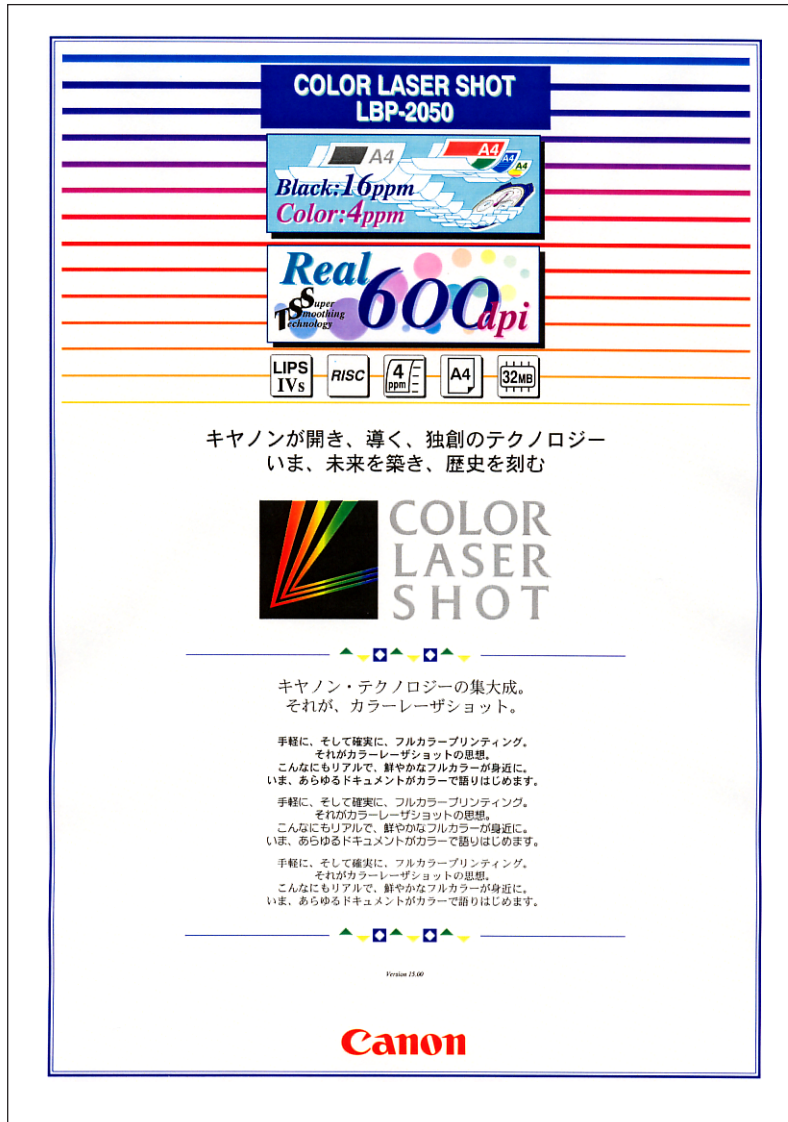 COLOR LASER SHOT
LBP-2050
A4
A4
A4
A4
Black:16ppm
Color:4ppm
Real 600dpi
TSS
Super
Smoothing
Technology
LIPS
IVs
RISC
4
ppm
A4
32MB
キヤノンが開き、導く、独創のテクノロジー
いま、未来を築き、歴史を刻む
COLOR
LASER
SHOT
キヤノン・テクノロジーの集大成。
それが、カラーレーザショット。
手軽に、そして確実に、フルカラープリンティング。
それがカラーレーザショットの思想。
こんなにもリアルで、鮮やかなフルカラーが身近に。
いま、あらゆるドキュメントがカラーで語りはじめます。
手軽に、そして確実に、フルカラープリンティング。
それがカラーレーザショットの思想。
こんなにもリアルで、鮮やかなフルカラーが身近に。
いま、あらゆるドキュメントがカラーで語りはじめます。
手軽に、そして確実に、フルカラープリンティング。
それがカラーレーザショットの思想。
こんなにもリアルで、鮮やかなフルカラーが身近に。
いま、あらゆるドキュメントがカラーで語りはじめます。
Version 15.00
Canon